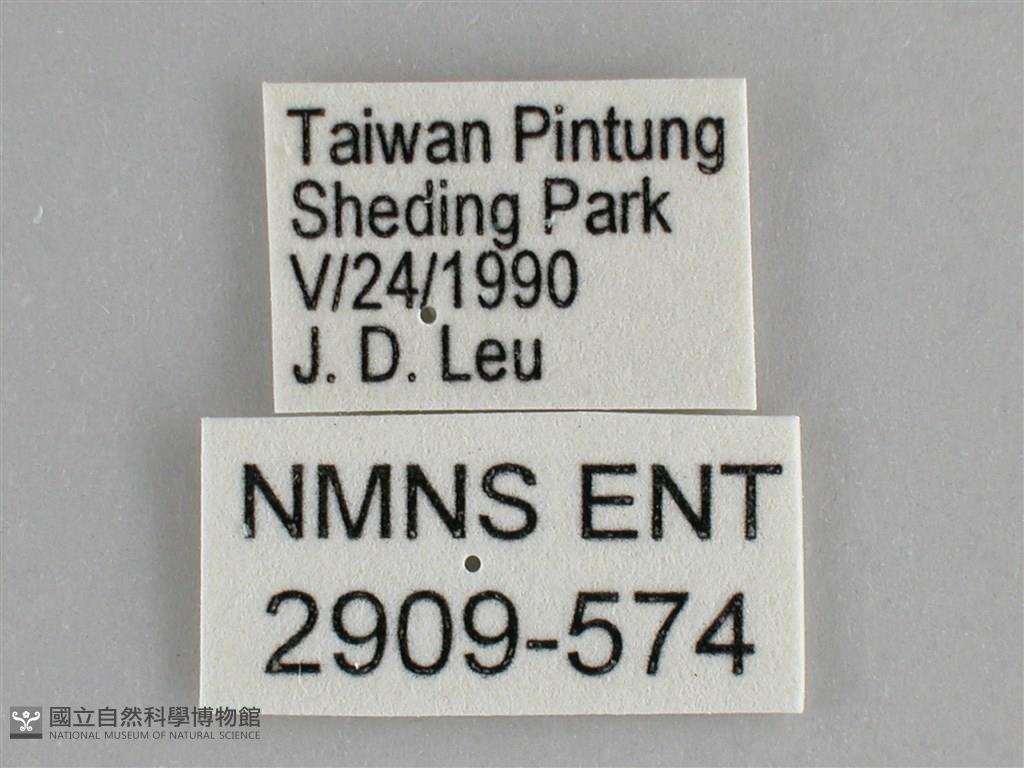 Taiwan Pintung
Sheding Park
V/24/1990
J. D. Leu
NMNS ENT
2909-574
國立自然科學博物館
NATIONAL MUSEUM OF NATURAL SCIENCE